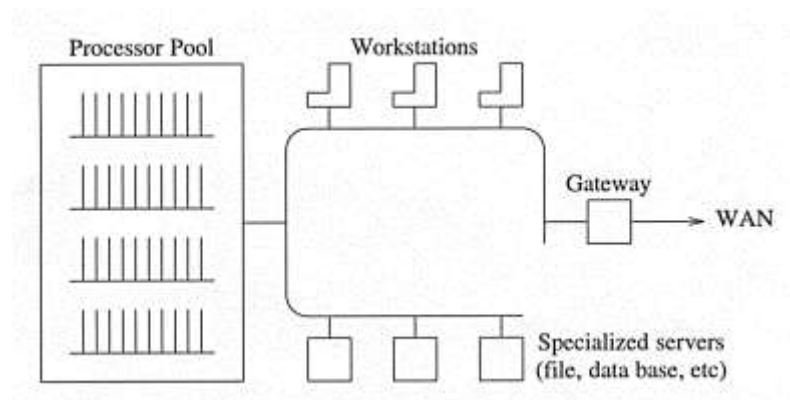 Processor Pool
Workstations
Gateway
WAN
Specialized servers
(file, data base, etc)